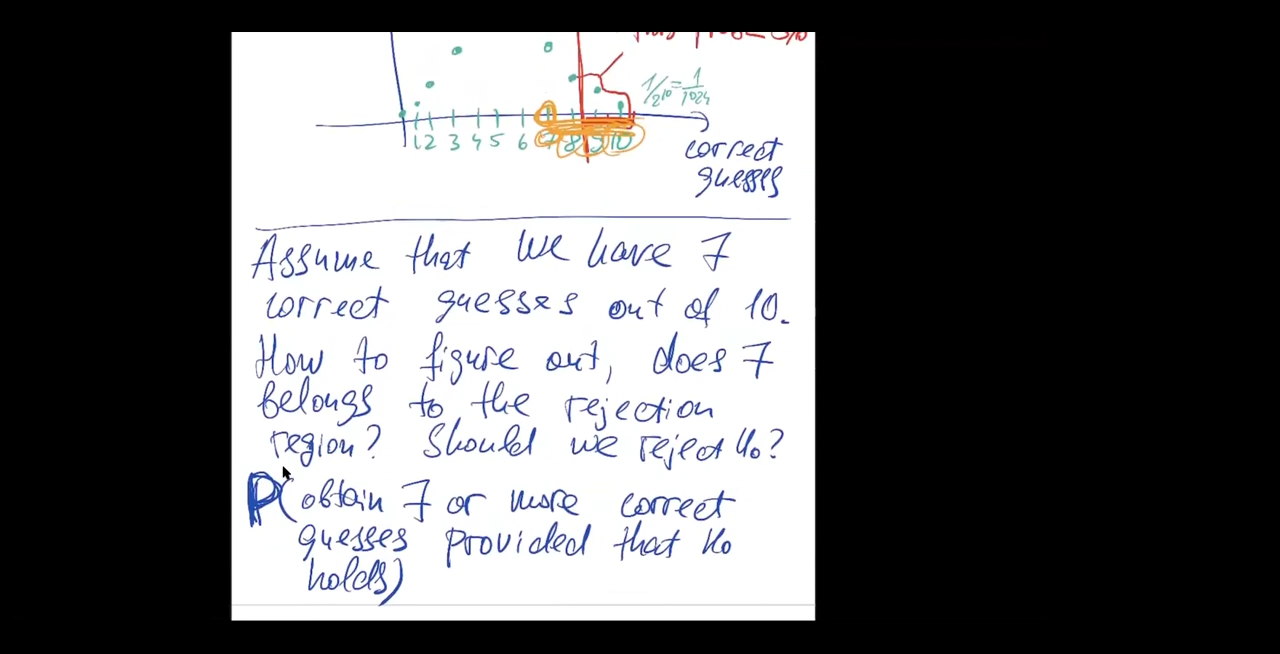 1/2^10 = 1/1024
1 2 3 4 5 6 7 8 9 10
correct
guesses
Assume that we have 7
correct guesses out of 10.
How to figure out, does 7
belongs to the rejection
region? Should we reject H₀?
P(obtain 7 or more correct
guesses provided that H₀
holds)